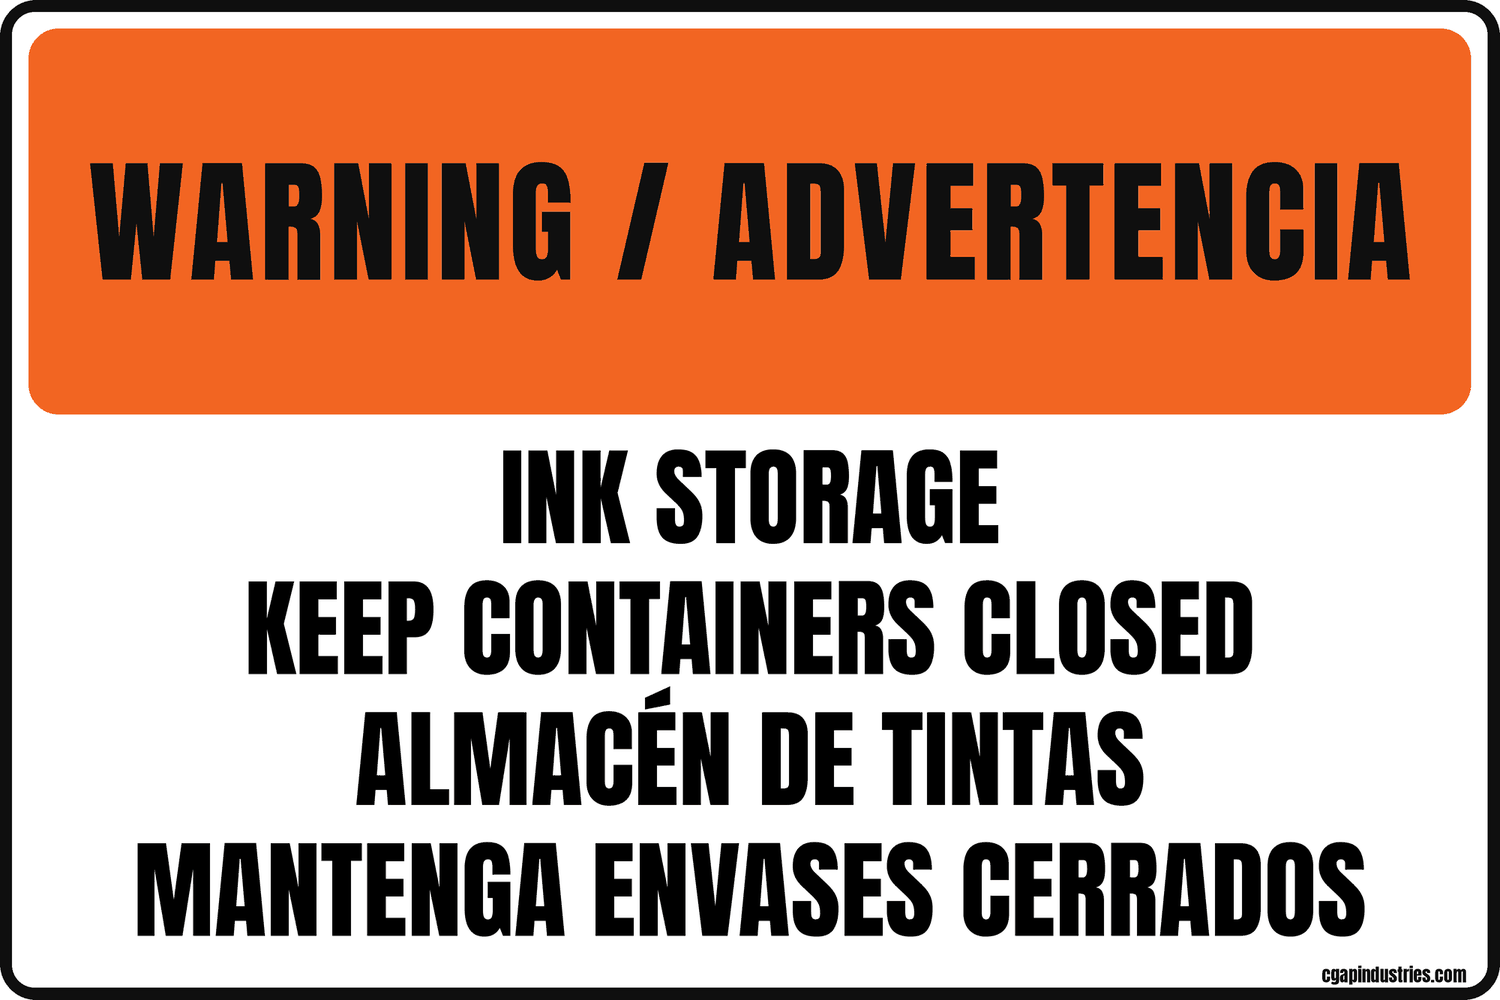 WARNING / ADVERTENCIA
INK STORAGE
KEEP CONTAINERS CLOSED
ALMACÉN DE TINTAS
MANTENGA ENVASES CERRADOS
cgapindustries.com